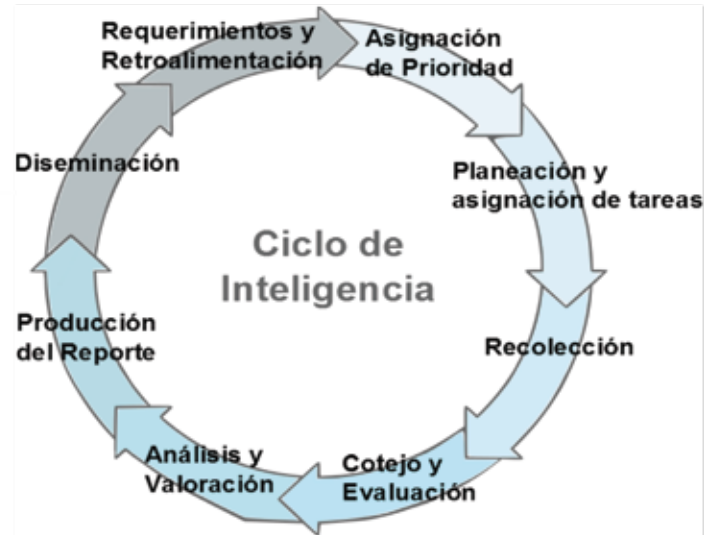 Requerimientos y
Retroalimentación
Asignación
de Prioridad
Planeación y
asignación de tareas
Recolección
Cotejo y
Evaluación
Análisis y
Valoración
Producción
del Reporte
Diseminación
Ciclo de
Inteligencia